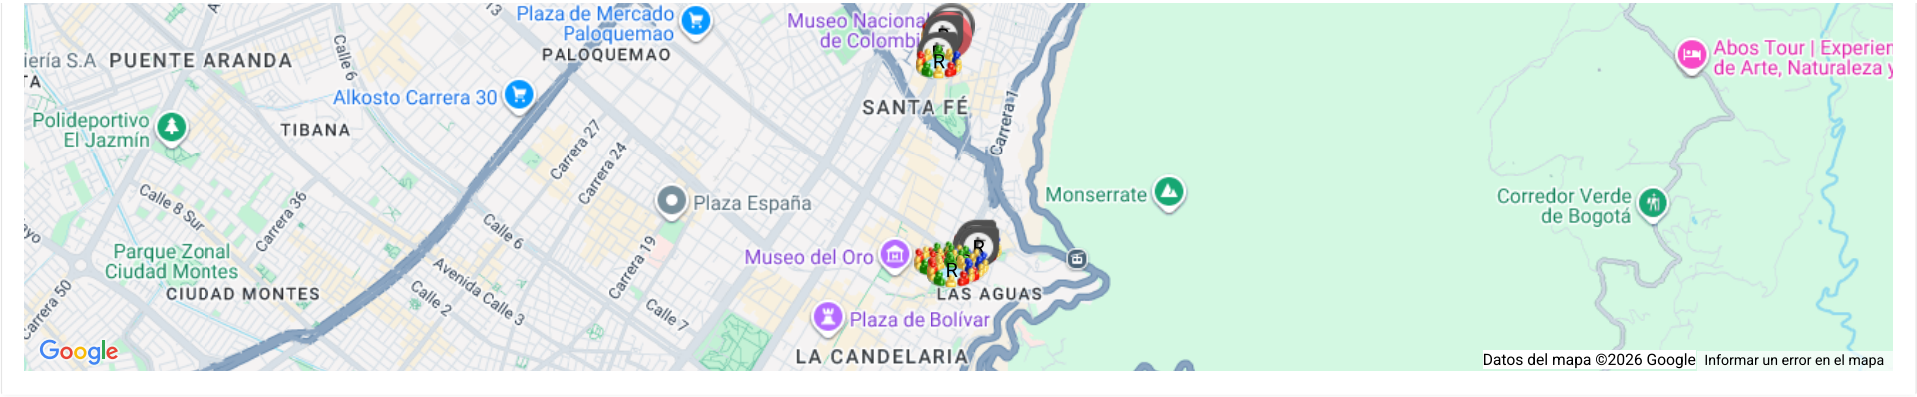 13
Plaza de Mercado
Paloquemao
PALOQUEMAO
Museo Nacional
de Colombi
R
Abos Tour | Experien
de Arte, Naturaleza y
iería S.A
PUENTE ARANDA
TA
Calle 6
Alkosto Carrera 30
SANTA FÉ
Polideportivo
El Jazmín
TIBANA
Carrera 27
Carrera 24
Carrera 1
Calle 8 Sur
Carrera 36
Plaza España
Monserrate
Corredor Verde
de Bogotá
Calle 6
Carrera 19
Museo del Oro
R
R
Parque Zonal
Ciudad Montes
CIUDAD MONTES
Avenida Calle 3
Calle 2
Calle 7
LAS AGUAS
Carrera 50
Plaza de Bolívar
LA CANDELARIA
Google
Datos del mapa ©2026 Google
Informar un error en el mapa